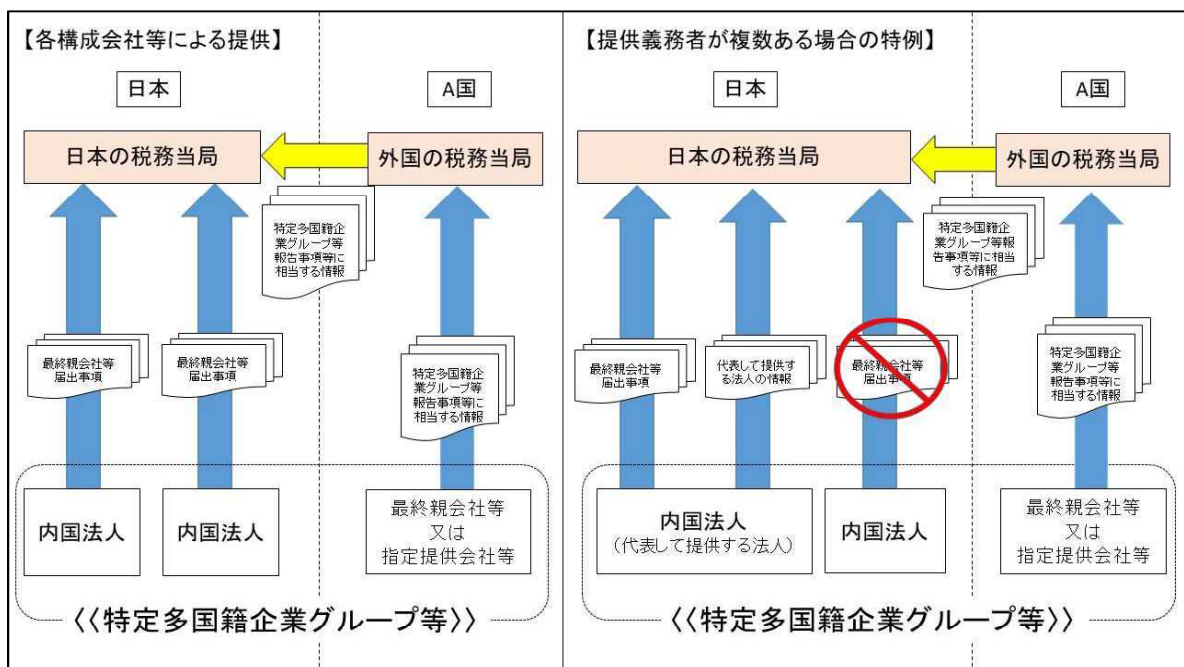 【各構成会社等による提供】
日本
A国
日本の税務当局
外国の税務当局
特定多国籍企
業グループ等
報告事項等に
相当する情報
最終親会社等
届出事項
最終親会社等
届出事項
特定多国籍企
業グループ等
報告事項等に
相当する情報
内国法人
内国法人
最終親会社等
又は
指定提供会社等
《特定多国籍企業グループ等》
【提供義務者が複数ある場合の特例】
日本
A国
日本の税務当局
外国の税務当局
特定多国籍企
業グループ等報
告事項等に相当
する情報
最終親会社等
届出事項
代表して提供す
る法人の情報
最終親会社等
届出事項
特定多国籍企
業グループ等
報告事項等に
相当する情報
内国法人
（代表して提供する法人）
内国法人
最終親会社等
又は
指定提供会社等
《特定多国籍企業グループ等》